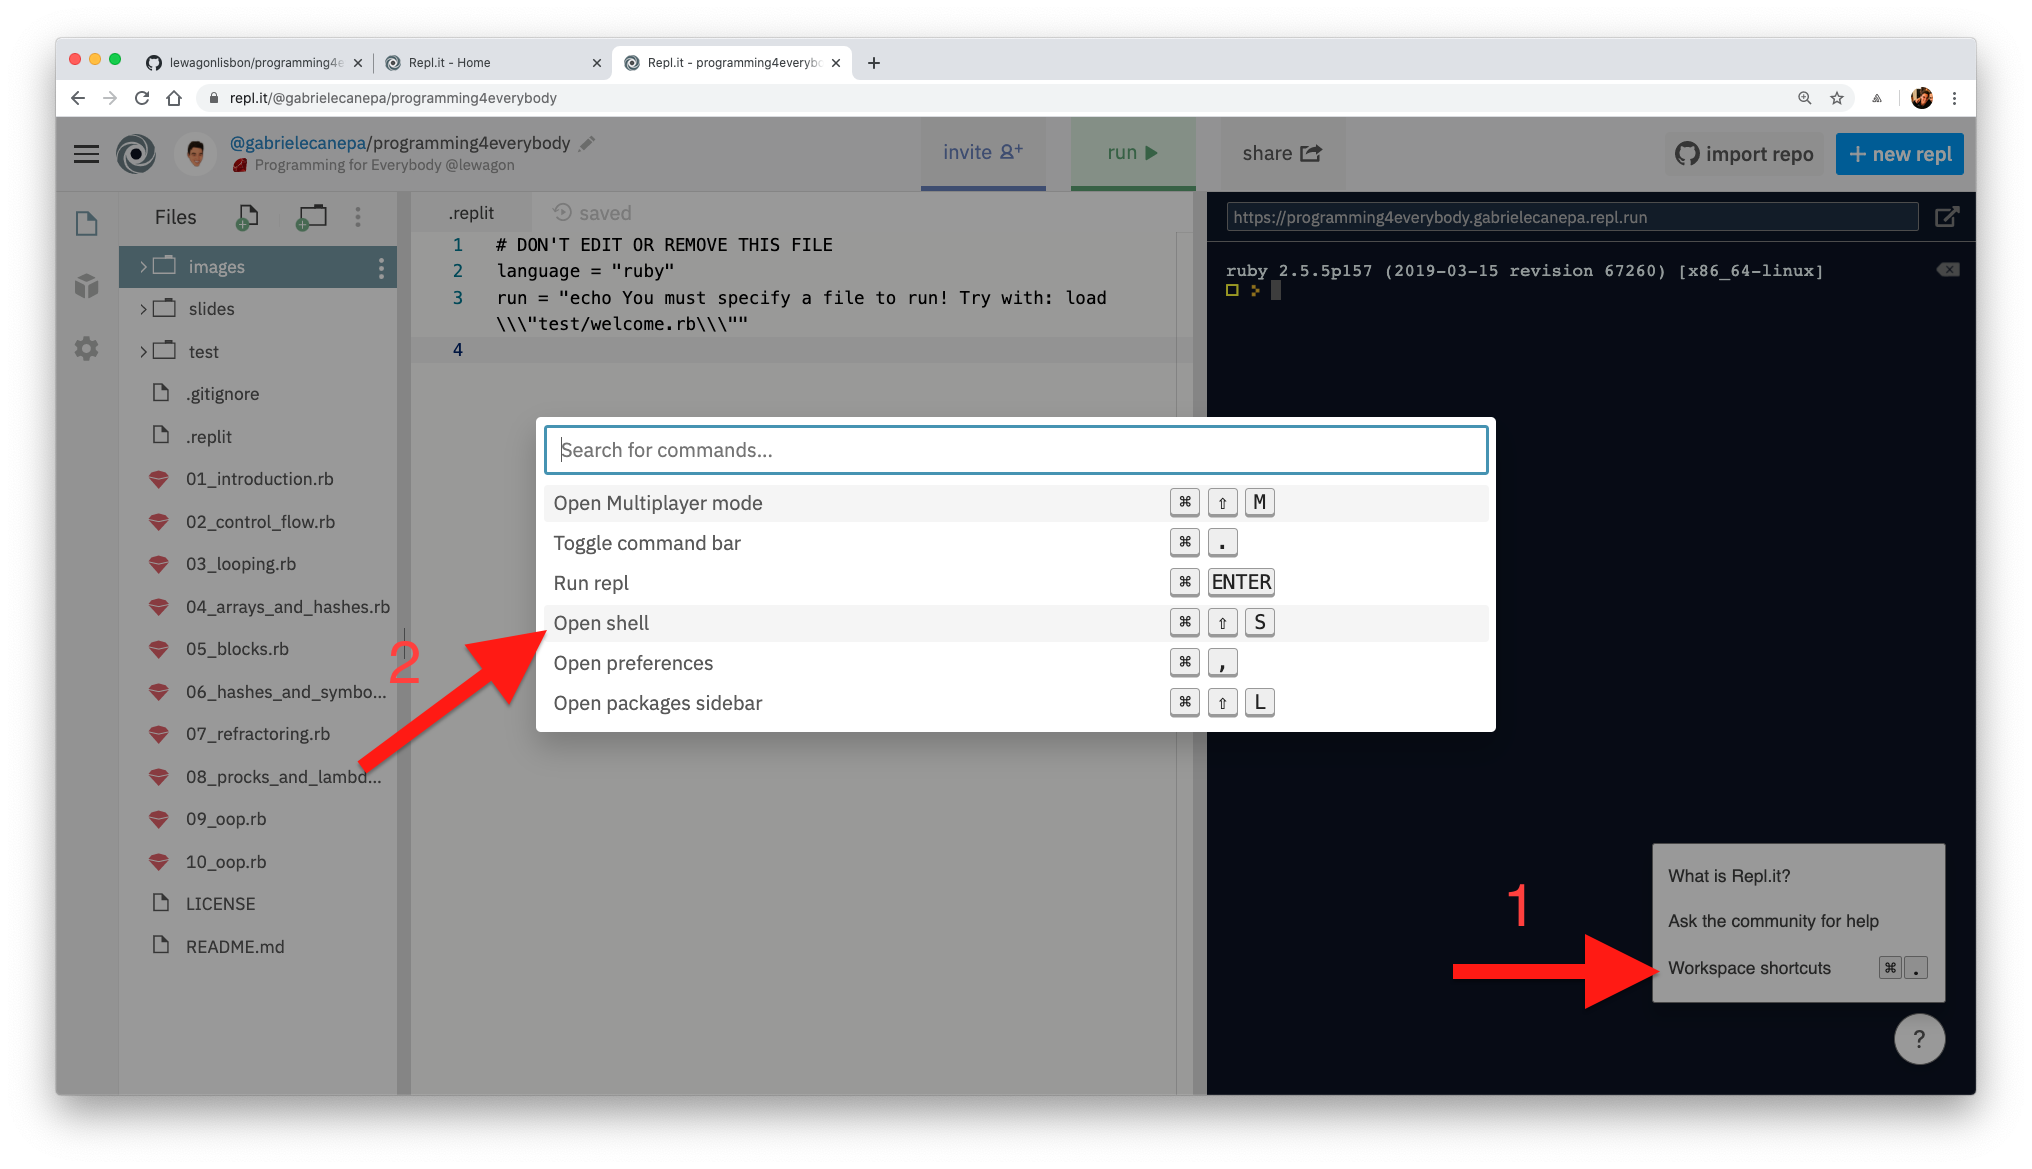 lewagonlisbon/programming4e
Repl.it - Home
Repl.it - programming4everybo
repl.it/@gabrielecanepa/programming4everybody
@gabrielecanepa/programming4everybody
Programming for Everybody @lewagon
invite
run
share
import repo
+ new repl
Files
images
slides
test
.gitignore
.replit
01_introduction.rb
02_control_flow.rb
03_looping.rb
04_arrays_and_hashes.rb
05_blocks.rb
06_hashes_and_symbo...
07_refractoring.rb
08_procks_and_lambd...
09_oop.rb
10_oop.rb
LICENSE
README.md
.replit
saved
1 # DON'T EDIT OR REMOVE THIS FILE
2 language = "ruby"
3 run = "echo You must specify a file to run! Try with: load
\\\"test/welcome.rb\\\""
4
https://programming4everybody.gabrielecanepa.repl.run
ruby 2.5.5p157 (2019-03-15 revision 67260) [x86_64-linux]
Search for commands...
Open Multiplayer mode ⌘ ⇧ M
Toggle command bar ⌘ .
Run repl ⌘ ENTER
Open shell ⌘ ⇧ S
Open preferences ⌘ ,
Open packages sidebar ⌘ ⇧ L
2
1
What is Repl.it?
Ask the community for help
Workspace shortcuts ⌘ .
?